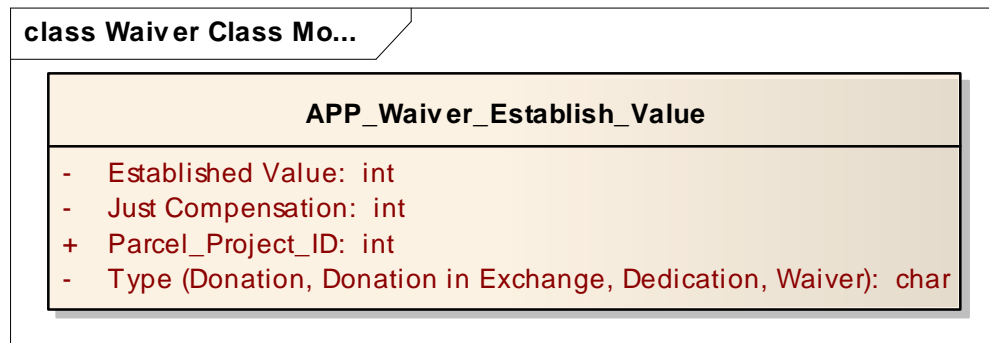 class Waiver Class Mo...
APP_Waiver_Establish_Value
- Established Value: int
- Just Compensation: int
+ Parcel_Project_ID: int
- Type (Donation, Donation in Exchange, Dedication, Waiver): char